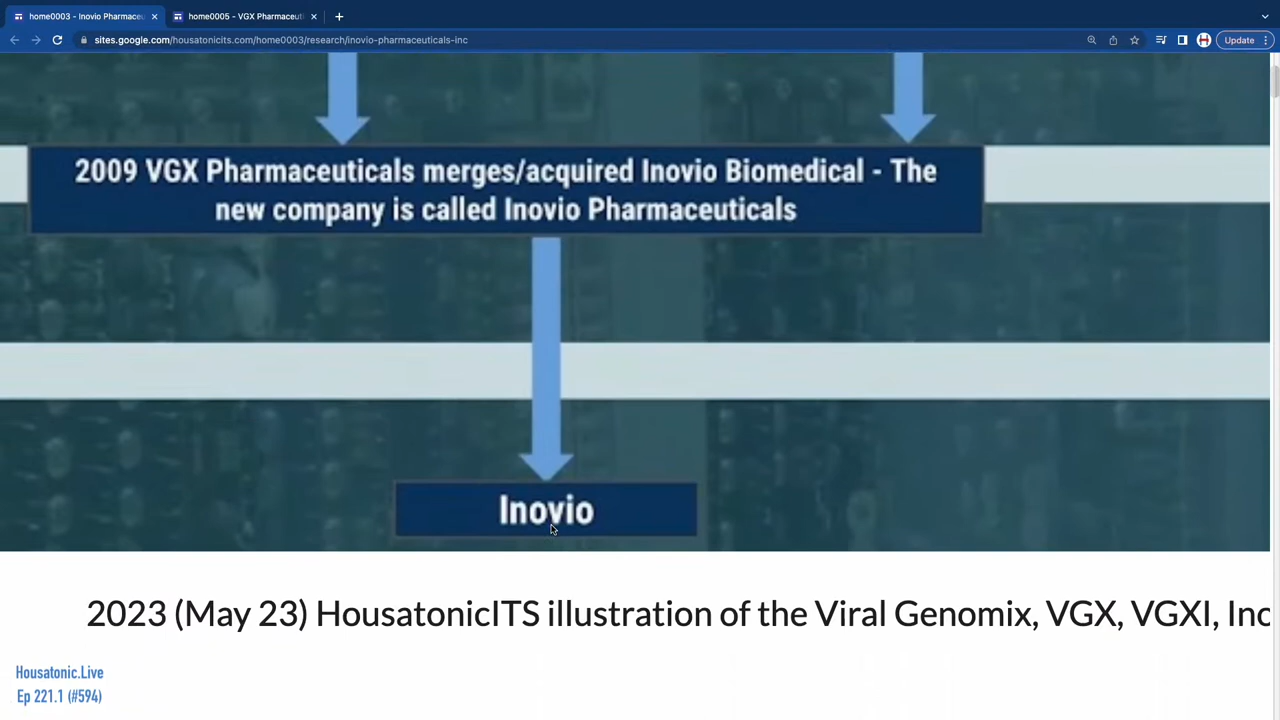 home0003 - Inovio Pharmaceu
home0005 - VGX Pharmaceuti
sites.google.com/housatonicits.com/home0003/research/inovio-pharmaceuticals-inc
Update
2009 VGX Pharmaceuticals merges/acquired Inovio Biomedical - The
new company is called Inovio Pharmaceuticals
Inovio
2023 (May 23) HousatonicITS illustration of the Viral Genomix, VGX, VGXI, Inc
Housatonic.Live
Ep 221.1 (#594)